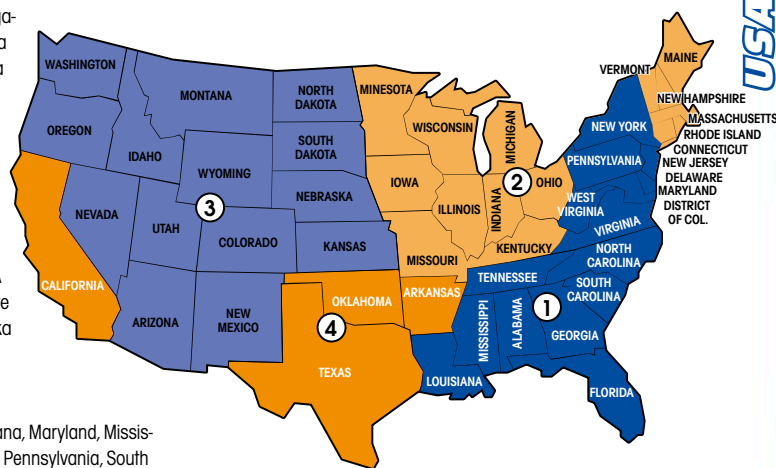 ga-
a
a
A
e
ka
ana, Maryland, Missis-
Pennsylvania, South
USA
WASHINGTON
OREGON
IDAHO
MONTANA
WYOMING
NEVADA
UTAH
COLORADO
ARIZONA
NEW
MEXICO
NORTH
DAKOTA
SOUTH
DAKOTA
NEBRASKA
KANSAS
3
CALIFORNIA
OKLAHOMA
TEXAS
ARKANSAS
4
MINESOTA
WISCONSIN
MICHIGAN
IOWA
ILLINOIS
INDIANA
OHIO
MISSOURI
KENTUCKY
2
VERMONT
MAINE
NEW HAMPSHIRE
MASSACHUSETTS
RHODE ISLAND
CONNECTICUT
NEW JERSEY
DELAWARE
MARYLAND
DISTRICT
OF COL.
NEW YORK
PENNSYLVANIA
WEST
VIRGINIA
VIRGINIA
NORTH
CAROLINA
SOUTH
CAROLINA
TENNESSEE
MISSISSIPPI
ALABAMA
GEORGIA
LOUISIANA
FLORIDA
1